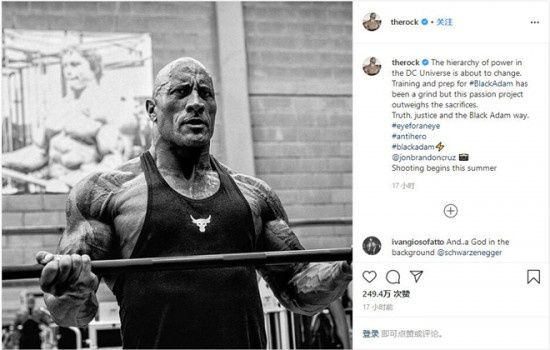 therock • 关注
therock The hierarchy of power in
the DC Universe is about to change.
Training and prep for #BlackAdam has
been a grind but this passion project
outweighs the sacrifices.
Truth, justice and the Black Adam way.
#eyeforaneye
#antihero
#blackadam⚡
@jonbrandoncruz 📸
Shooting begins this summer
17 小时
ivangiosofatto And..a God in the
background @schwarzenegger
249.4万 次赞
17 小时前
登录 即可点赞或评论。